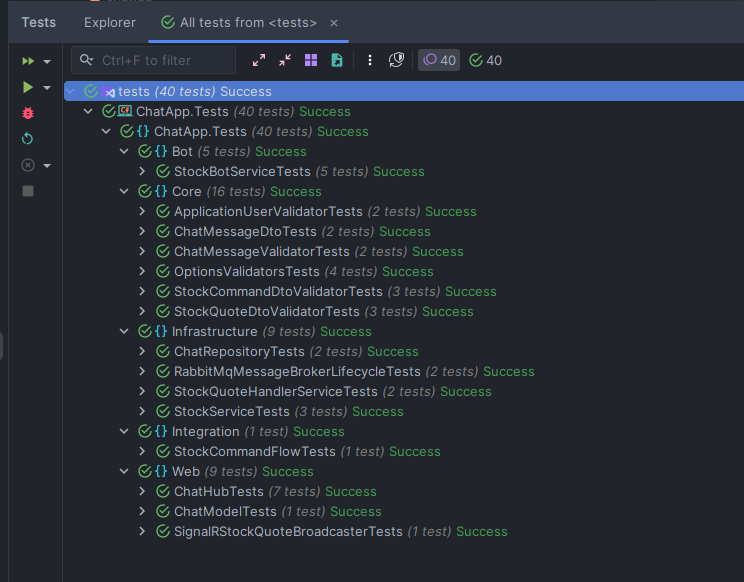 Tests Explorer All tests from <tests>
Ctrl+F to filter 40 40
tests (40 tests) Success
C# ChatApp.Tests (40 tests) Success
{} ChatApp.Tests (40 tests) Success
{} Bot (5 tests) Success
StockBotServiceTests (5 tests) Success
{} Core (16 tests) Success
ApplicationUserValidatorTests (2 tests) Success
ChatMessageDtoTests (2 tests) Success
ChatMessageValidatorTests (2 tests) Success
OptionsValidatorsTests (4 tests) Success
StockCommandDtoValidatorTests (3 tests) Success
StockQuoteDtoValidatorTests (3 tests) Success
{} Infrastructure (9 tests) Success
ChatRepositoryTests (2 tests) Success
RabbitMqMessageBrokerLifecycleTests (2 tests) Success
StockQuoteHandlerServiceTests (2 tests) Success
StockServiceTests (3 tests) Success
{} Integration (1 test) Success
StockCommandFlowTests (1 test) Success
{} Web (9 tests) Success
ChatHubTests (7 tests) Success
ChatModelTests (1 test) Success
SignalRStockQuoteBroadcasterTests (1 test) Success